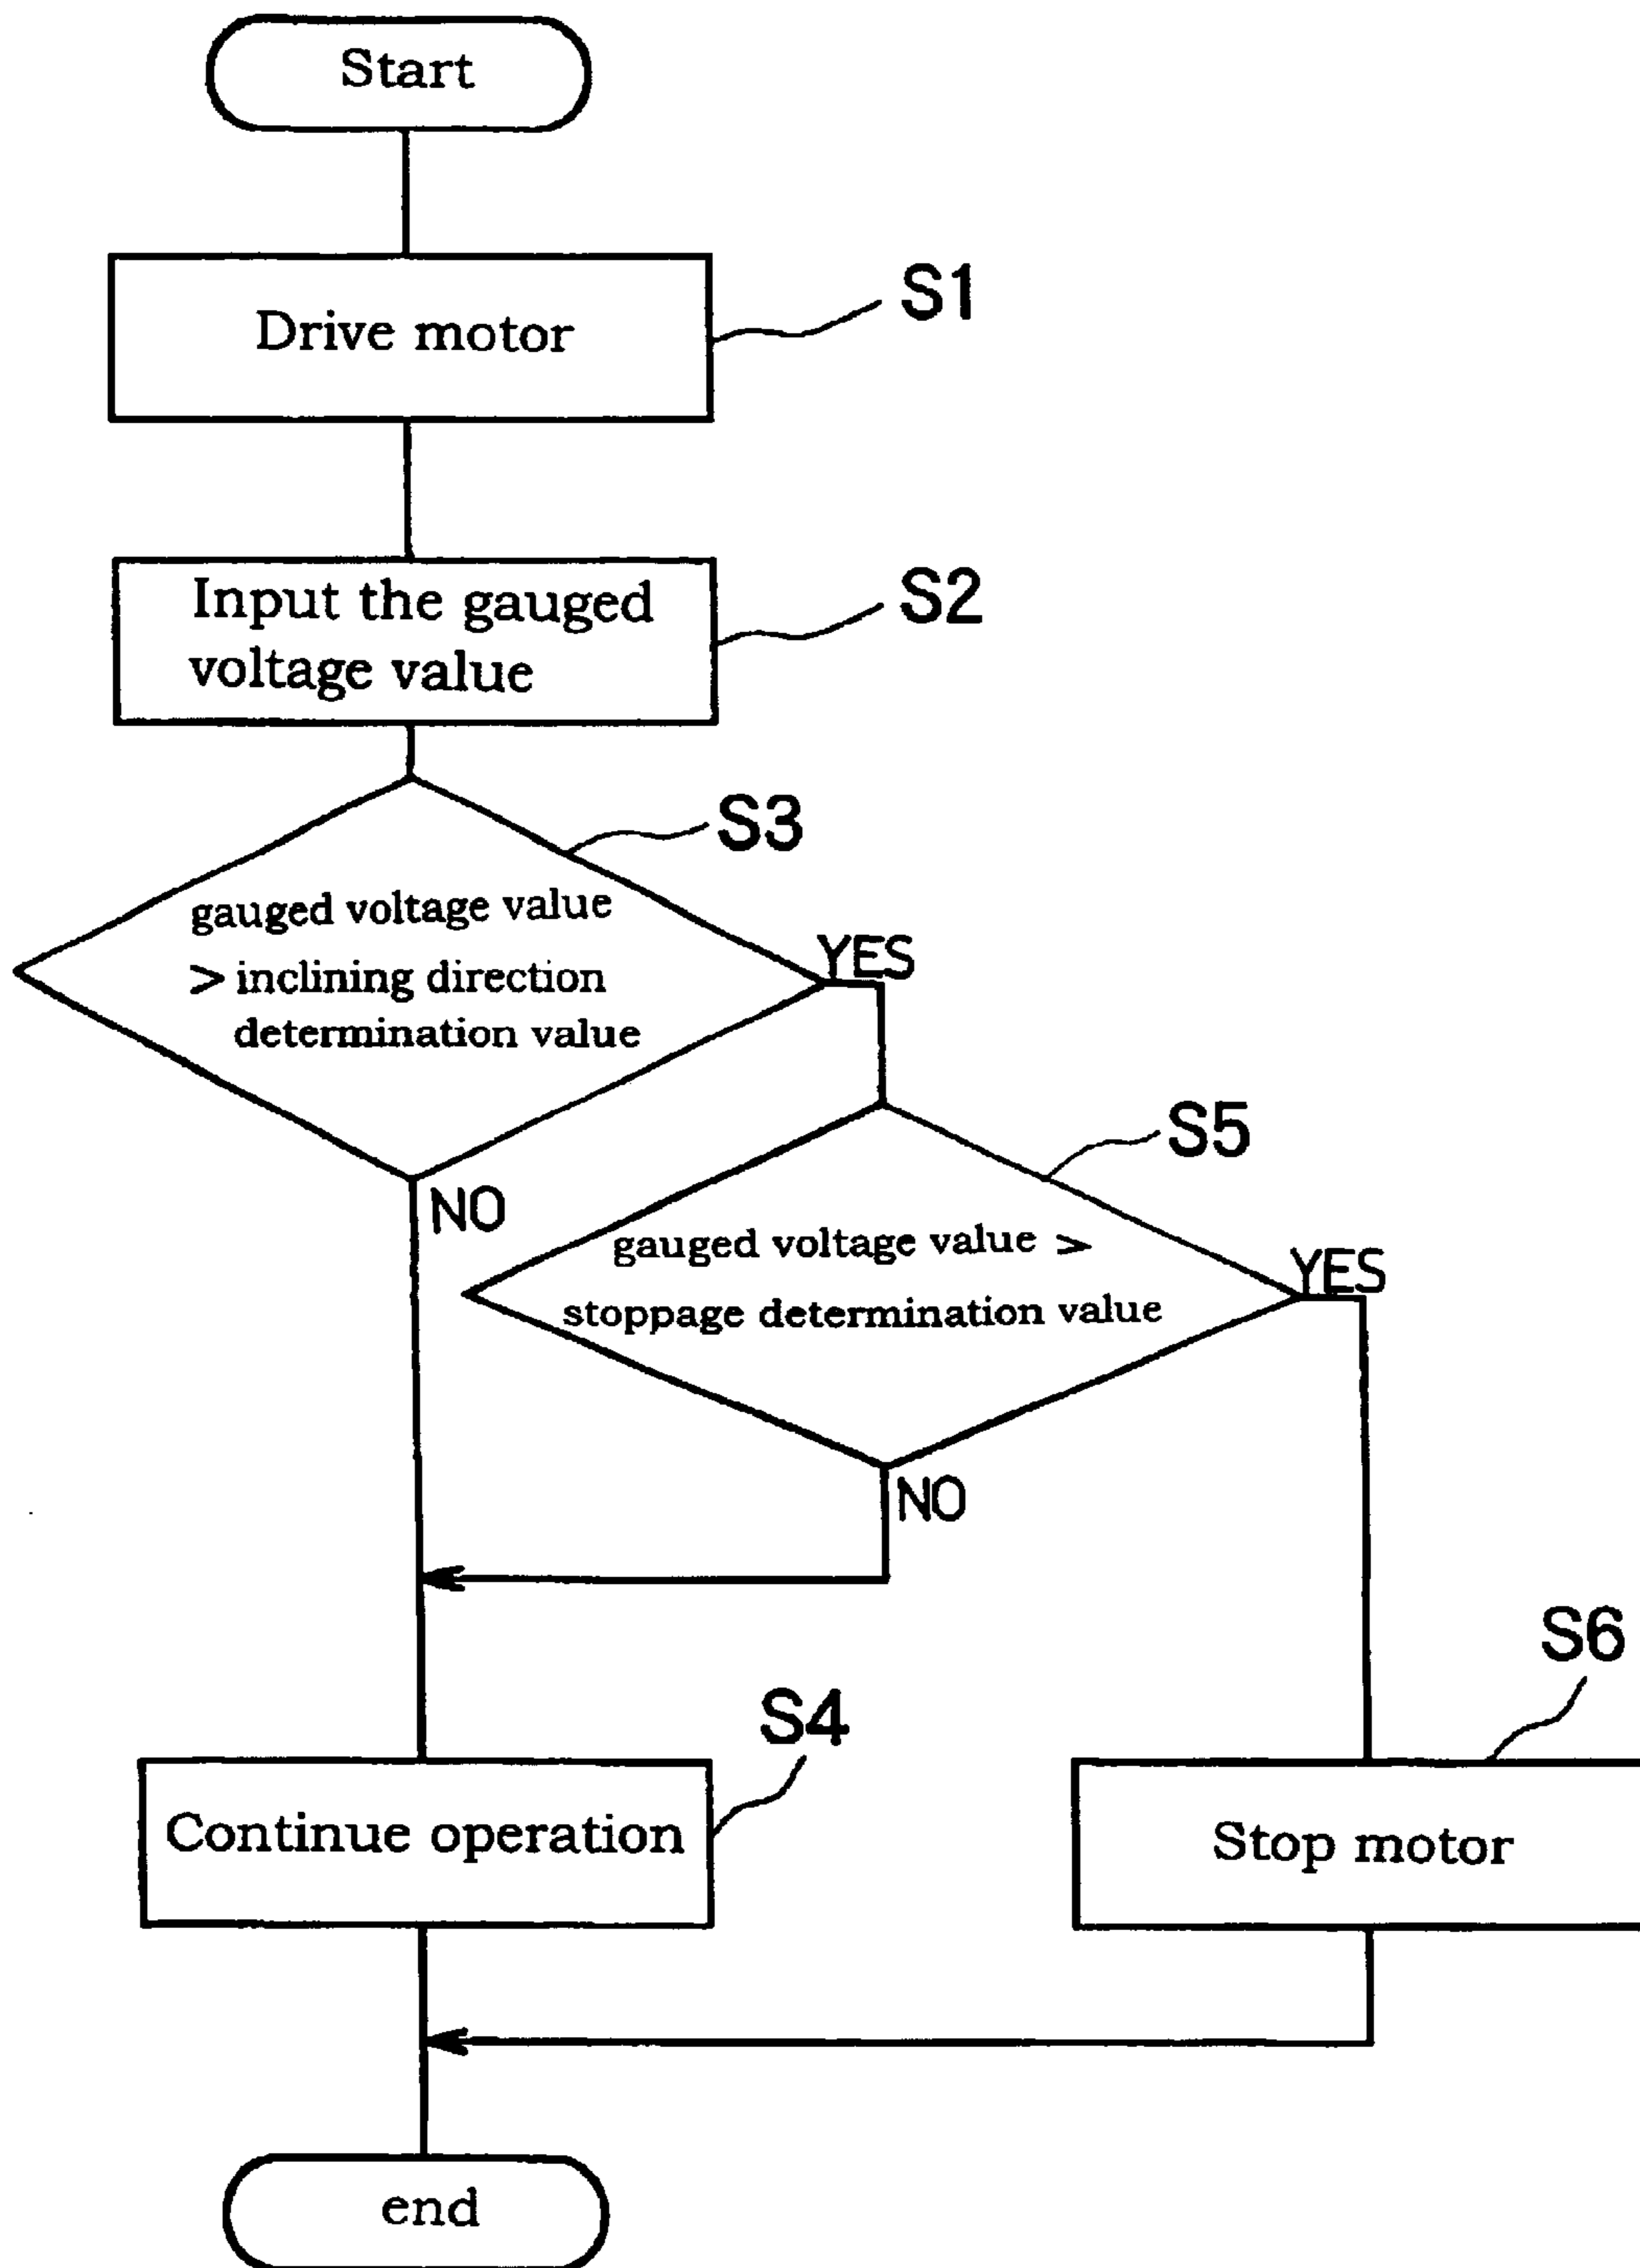 Start
Drive motor
S1
Input the gauged
voltage value
S2
S3
gauged voltage value
> inclining direction
determination value
YES
NO
S5
gauged voltage value >
stoppage determination value
YES
NO
S4
Continue operation
S6
Stop motor
end